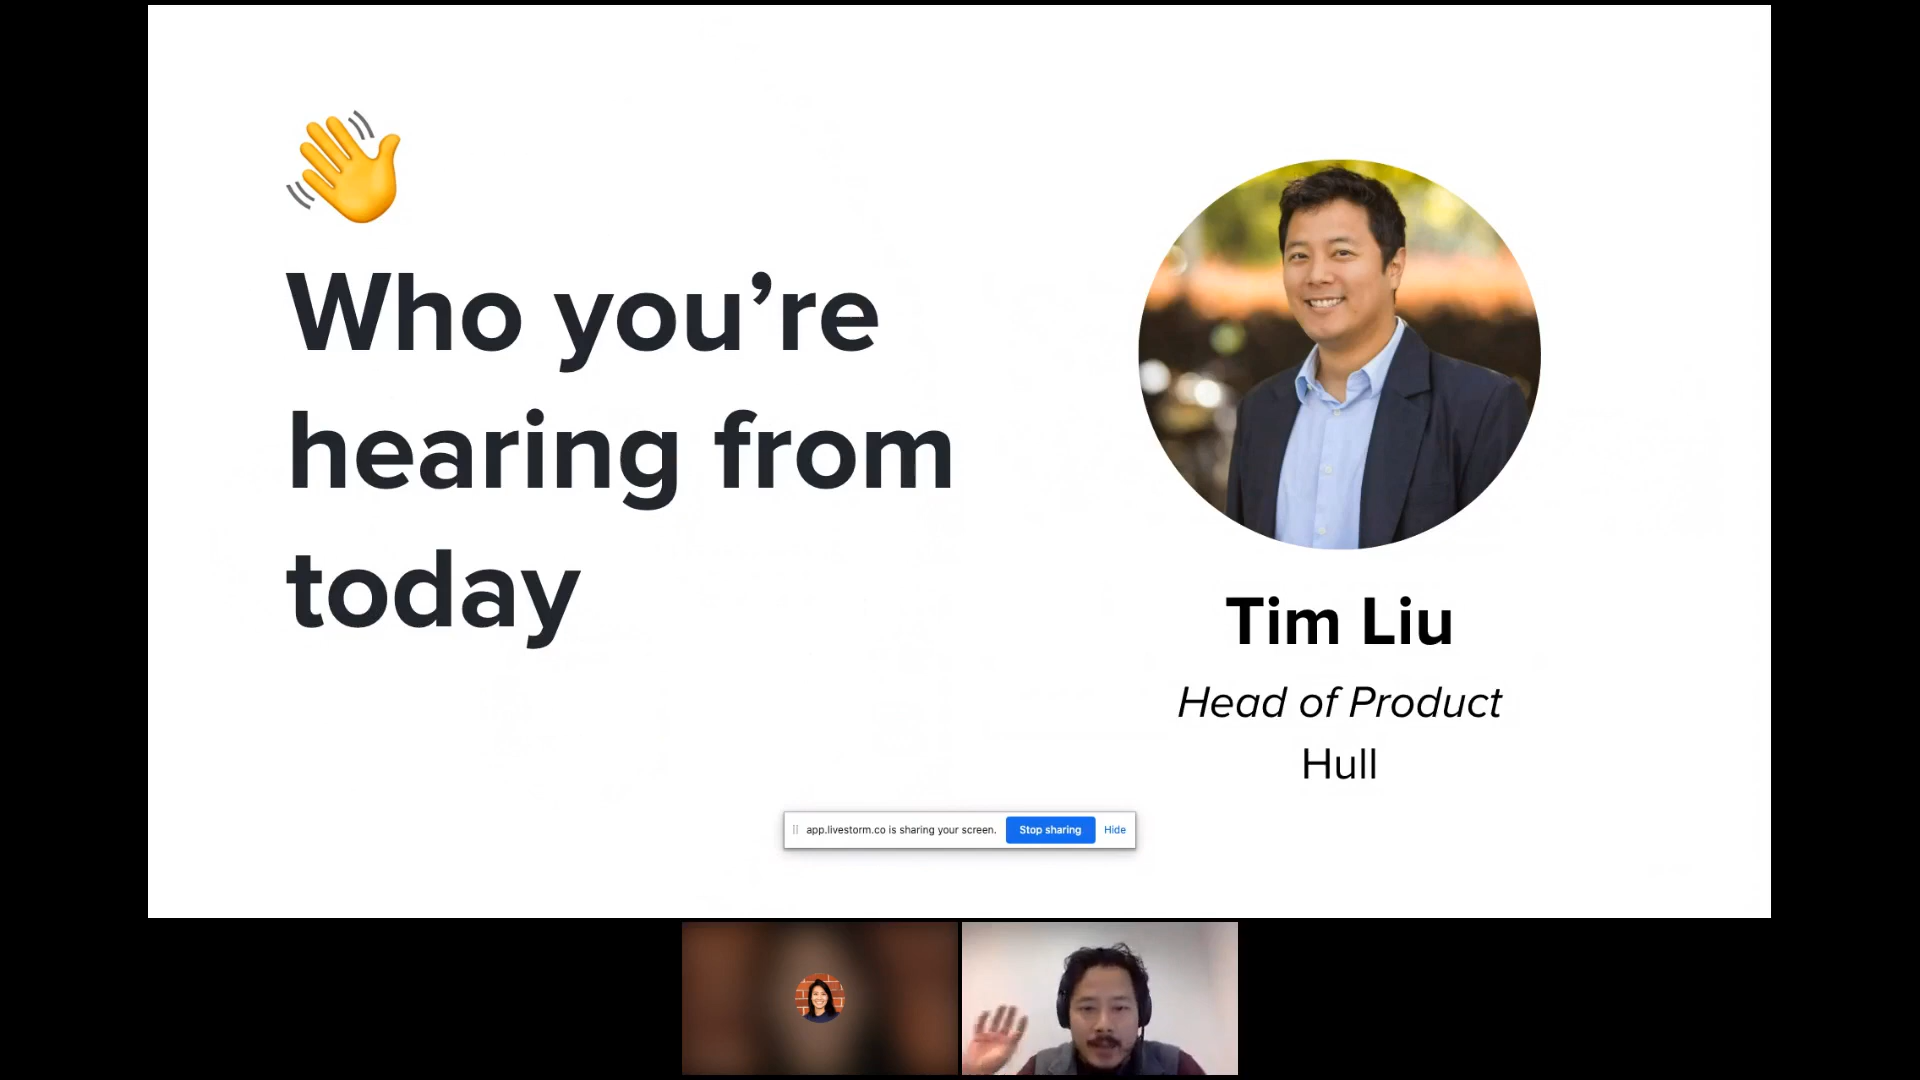 Who you’re
hearing from
today
Tim Liu
Head of Product
Hull
app.livestorm.co is sharing your screen.
Stop sharing
Hide